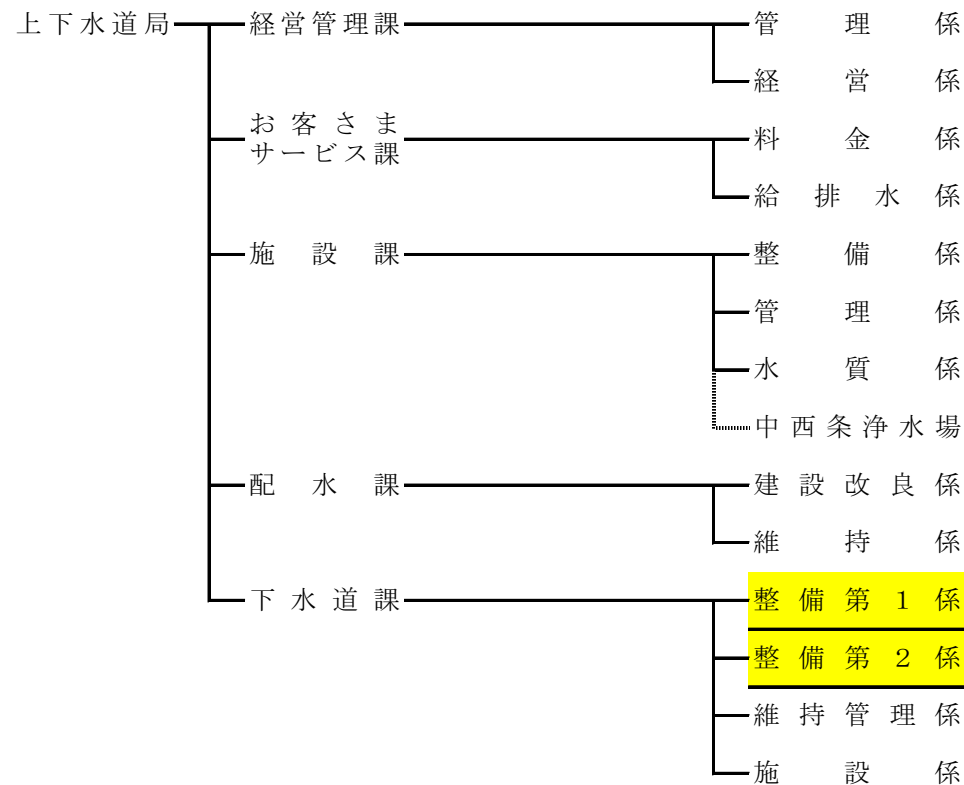 上下水道局 経営管理課 管理係
経営係
お客さま
サービス課
料金係
給排水係
施設課 整備係
管理係
水質係
中西条浄水場
配水課 建設改良係
維持係
下水道課 整備第１係
整備第２係
維持管理係
施設係